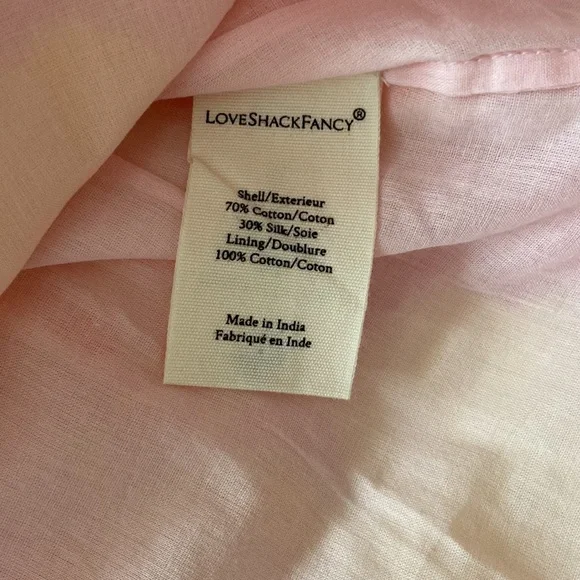 LOVESHACKFANCY®
Shell/Exterieur
70% Cotton/Coton
30% Silk/Soie
Lining/Doublure
100% Cotton/Coton
Made in India
Fabriqué en Inde